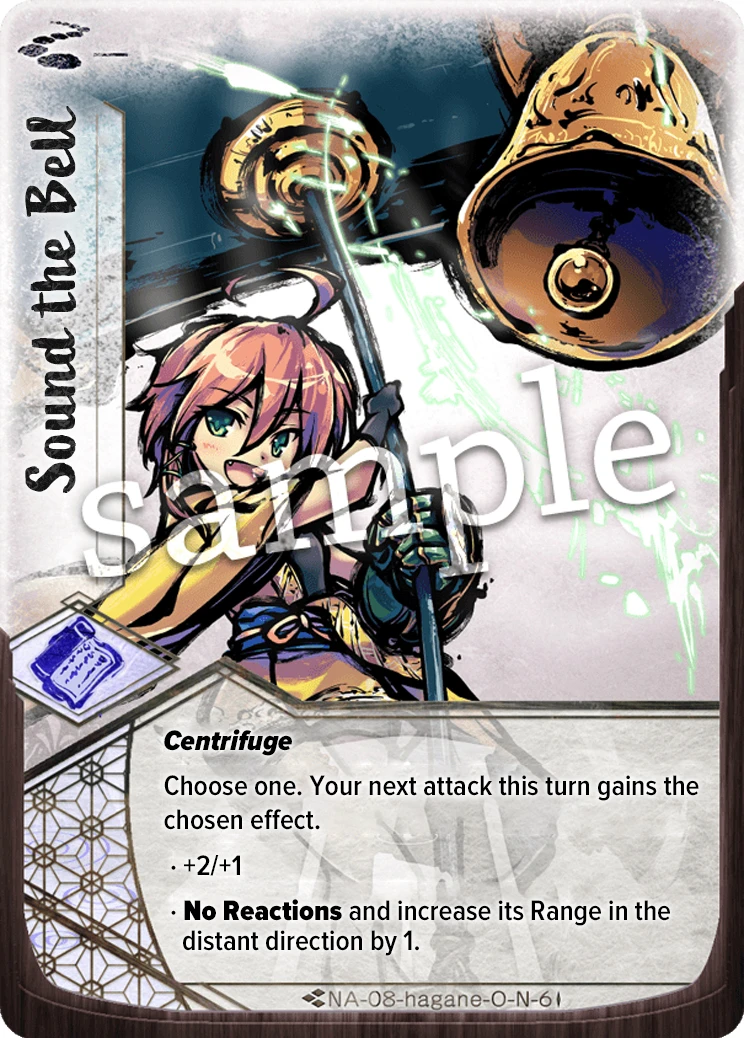 Sound the Bell
sample
Centrifuge
Choose one. Your next attack this turn gains the
chosen effect.
· +2/+1
· No Reactions and increase its Range in the
distant direction by 1.
NA-08-hagane-O-N-6